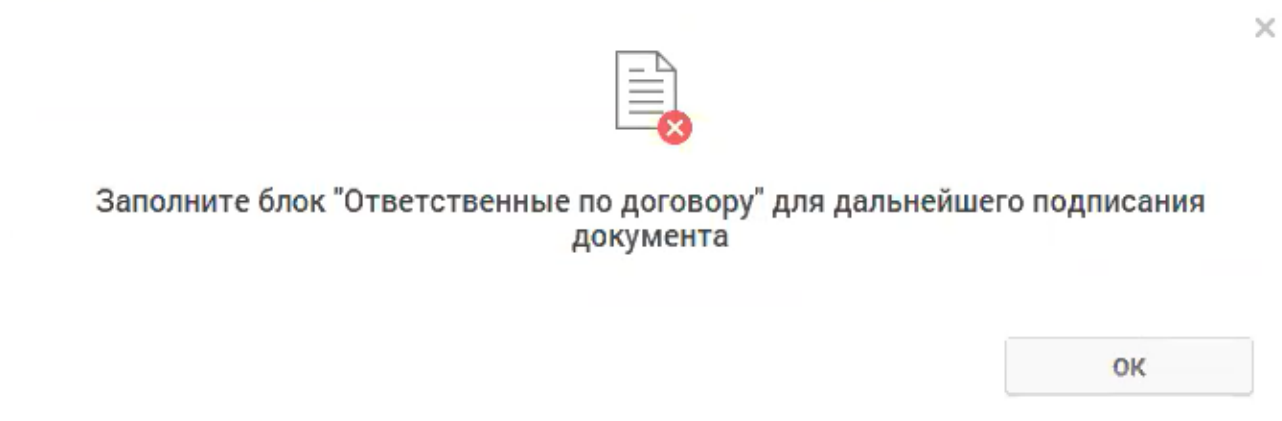 Заполните блок "Ответственные по договору" для дальнейшего подписания
документа
ОК